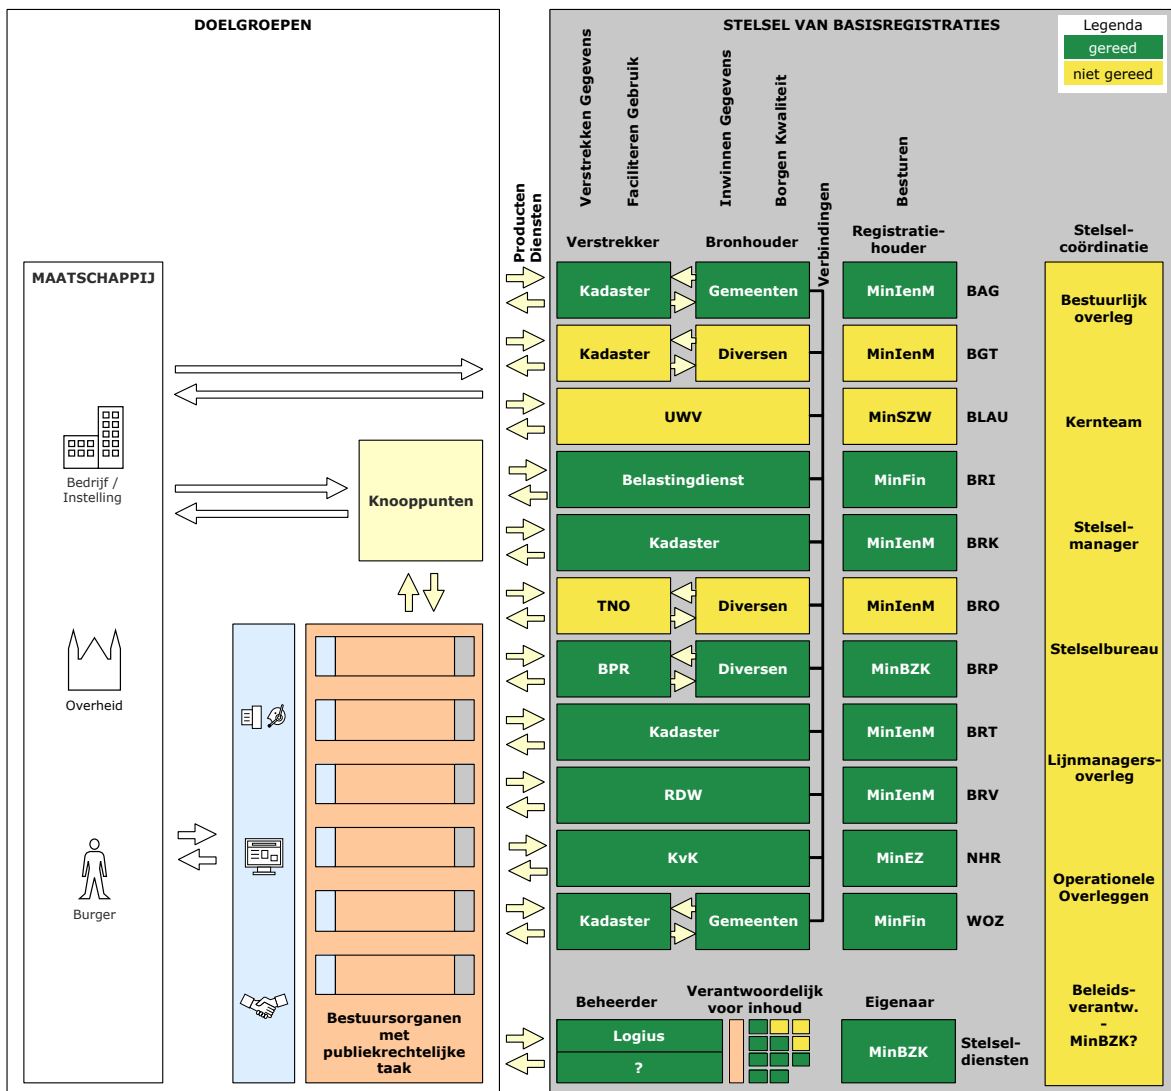 DOELGROEPEN
STELSEL VAN BASISREGISTRATIES
Legenda
gereed
niet gereed
Verstrekken Gegevens
Faciliteren Gebruik
Inwinnen Gegevens
Borgen Kwaliteit
Besturen
Producten
Diensten
Verbindingen
Verstrekker
Bronhouder
Registratie-
houder
Stelsel-
coördinatie
MAATSCHAPPIJ
Bedrijf /
Instelling
Overheid
Burger
Knooppunten
Bestuursorganen
met
publiekrechtelijke
taak
Kadaster
Gemeenten
MinIenM
BAG
Kadaster
Diversen
MinIenM
BGT
UWV
MinSZW
BLAU
Belastingdienst
MinFin
BRI
Kadaster
MinIenM
BRK
TNO
Diversen
MinIenM
BRO
BPR
Diversen
MinBZK
BRP
Kadaster
MinIenM
BRT
RDW
MinIenM
BRV
KvK
MinEZ
NHR
Kadaster
Gemeenten
MinFin
WOZ
Beheerder
Verantwoordelijk
voor inhoud
Eigenaar
Logius
?
MinBZK
Stelsel-
diensten
Bestuurlijk
overleg
Kernteam
Stelsel-
manager
Stelselbureau
Lijnmanagers-
overleg
Operationele
Overleggen
Beleids-
verantw.
-
MinBZK?